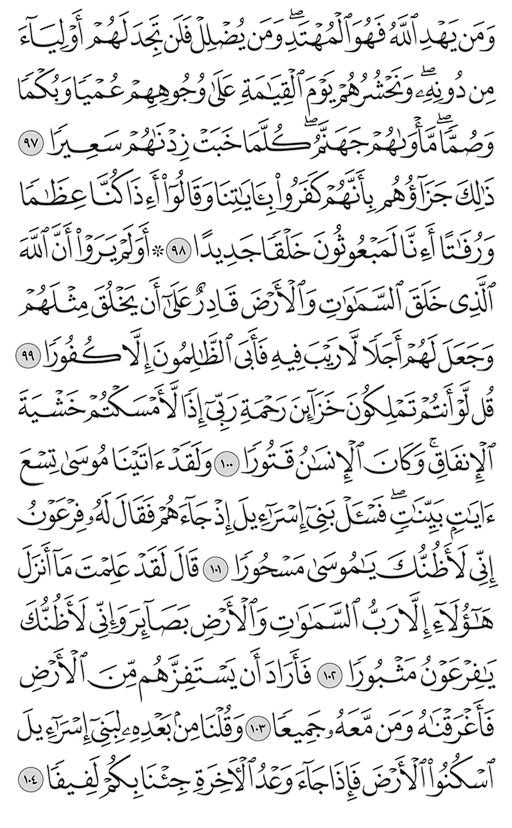 وَمَن يَهْدِ ٱللَّهُ فَهُوَ ٱلْمُهْتَدِۖ وَمَن يُضْلِلْ فَلَن تَجِدَ لَهُمْ أَوْلِيَآءَ
مِن دُونِهِۦۖ وَنَحْشُرُهُمْ يَوْمَ ٱلْقِيَـٰمَةِ عَلَىٰ وُجُوهِهِمْ عُمْيًا وَبُكْمًا
وَصُمًّاۖ مَّأْوَىٰهُمْ جَهَنَّمُۖ كُلَّمَا خَبَتْ زِدْنَـٰهُمْ سَعِيرًا ٩٧
ذَٰلِكَ جَزَآؤُهُم بِأَنَّهُمْ كَفَرُوا۟ بِـَٔايَـٰتِنَا وَقَالُوٓا۟ أَءِذَا كُنَّا عِظَـٰمًا
وَرُفَـٰتًا أَءِنَّا لَمَبْعُوثُونَ خَلْقًا جَدِيدًا ٩٨ ۞ أَوَلَمْ يَرَوْا۟ أَنَّ ٱللَّهَ
ٱلَّذِى خَلَقَ ٱلسَّمَـٰوَٰتِ وَٱلْأَرْضَ قَادِرٌ عَلَىٰٓ أَن يَخْلُقَ مِثْلَهُمْ
وَجَعَلَ لَهُمْ أَجَلًا لَّا رَيْبَ فِيهِ فَأَبَى ٱلظَّـٰلِمُونَ إِلَّا كُفُورًا ٩٩
قُل لَّوْ أَنتُمْ تَمْلِكُونَ خَزَآئِنَ رَحْمَةِ رَبِّىٓ إِذًا لَّأَمْسَكْتُمْ خَشْيَةَ
ٱلْإِنفَاقِۚ وَكَانَ ٱلْإِنسَـٰنُ قَتُورًا ١٠٠ وَلَقَدْ ءَاتَيْنَا مُوسَىٰ تِسْعَ
ءَايَـٰتٍۭ بَيِّنَـٰتٍۖ فَسْـَٔلْ بَنِىٓ إِسْرَٰٓءِيلَ إِذْ جَآءَهُمْ فَقَالَ لَهُۥ فِرْعَوْنُ
إِنِّى لَأَظُنُّكَ يَـٰمُوسَىٰ مَسْحُورًا ١٠١ قَالَ لَقَدْ عَلِمْتَ مَآ أَنزَلَ
هَـٰٓؤُلَآءِ إِلَّا رَبُّ ٱلسَّمَـٰوَٰتِ وَٱلْأَرْضِ بَصَآئِرَ وَإِنِّى لَأَظُنُّكَ
يَـٰفِرْعَوْنُ مَثْبُورًا ١٠٢ فَأَرَادَ أَن يَسْتَفِزَّهُم مِّنَ ٱلْأَرْضِ
فَأَغْرَقْنَـٰهُ وَمَن مَّعَهُۥ جَمِيعًا ١٠٣ وَقُلْنَا مِنۢ بَعْدِهِۦ لِبَنِىٓ إِسْرَٰٓءِيلَ
ٱسْكُنُوا۟ ٱلْأَرْضَ فَإِذَا جَآءَ وَعْدُ ٱلْـَٔاخِرَةِ جِئْنَا بِكُمْ لَفِيفًا ١٠٤